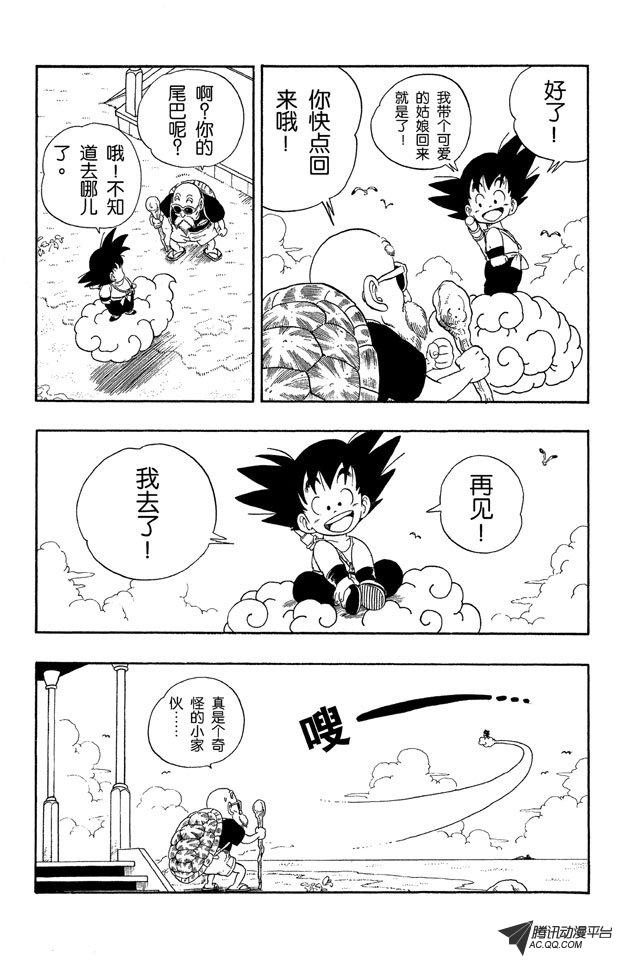 好了！
我带个可爱
的姑娘回来
就是了！
你快点回
来哦！
啊？你的
尾巴呢？
哦！不知
道去哪儿
了。
再见！
我去了！
嗖
真是个奇
怪的小家
伙……
腾讯动漫平台
AC.QQ.COM